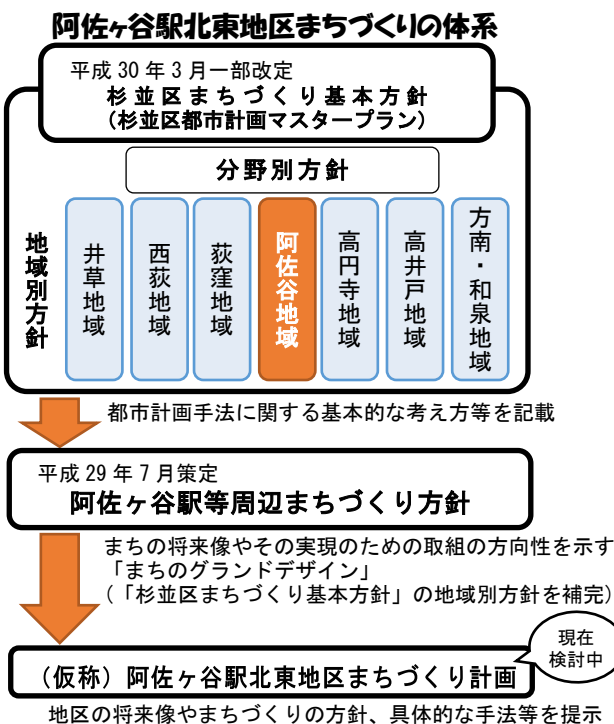 阿佐ヶ谷駅北東地区まちづくりの体系
平成30年3月一部改定
杉並区まちづくり基本方針
(杉並区都市計画マスタープラン)
分野別方針
地域別方針
井草地域
西荻地域
荻窪地域
阿佐谷地域
高円寺地域
高井戸地域
方南・和泉地域
都市計画手法に関する基本的な考え方等を記載
平成29年7月策定
阿佐ヶ谷駅等周辺まちづくり方針
まちの将来像やその実現のための取組の方向性を示す
「まちのグランドデザイン」
(「杉並区まちづくり基本方針」の地域別方針を補完)
現在
検討中
(仮称)阿佐ヶ谷駅北東地区まちづくり計画
地区の将来像やまちづくりの方針、具体的な手法等を提示